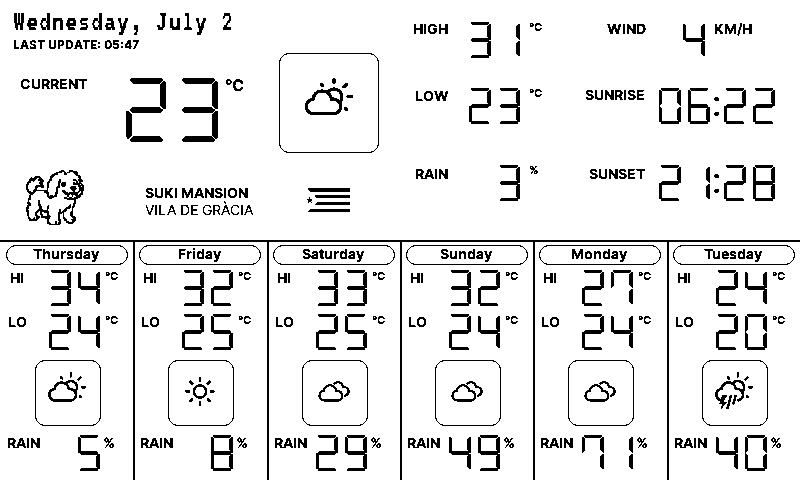 Wednesday, July 2
LAST UPDATE: 05:47
CURRENT 23 °C
SUKI MANSION
VILA DE GRÀCIA
HIGH 31 °C
LOW 23 °C
RAIN 3 %
WIND 4 KM/H
SUNRISE 06:22
SUNSET 21:28
Thursday
HI 34 °C
LO 24 °C
RAIN 5 %
Friday
HI 32 °C
LO 25 °C
RAIN 8 %
Saturday
HI 33 °C
LO 25 °C
RAIN 29 %
Sunday
HI 32 °C
LO 24 °C
RAIN 49 %
Monday
HI 27 °C
LO 24 °C
RAIN 71 %
Tuesday
HI 24 °C
LO 20 °C
RAIN 40 %